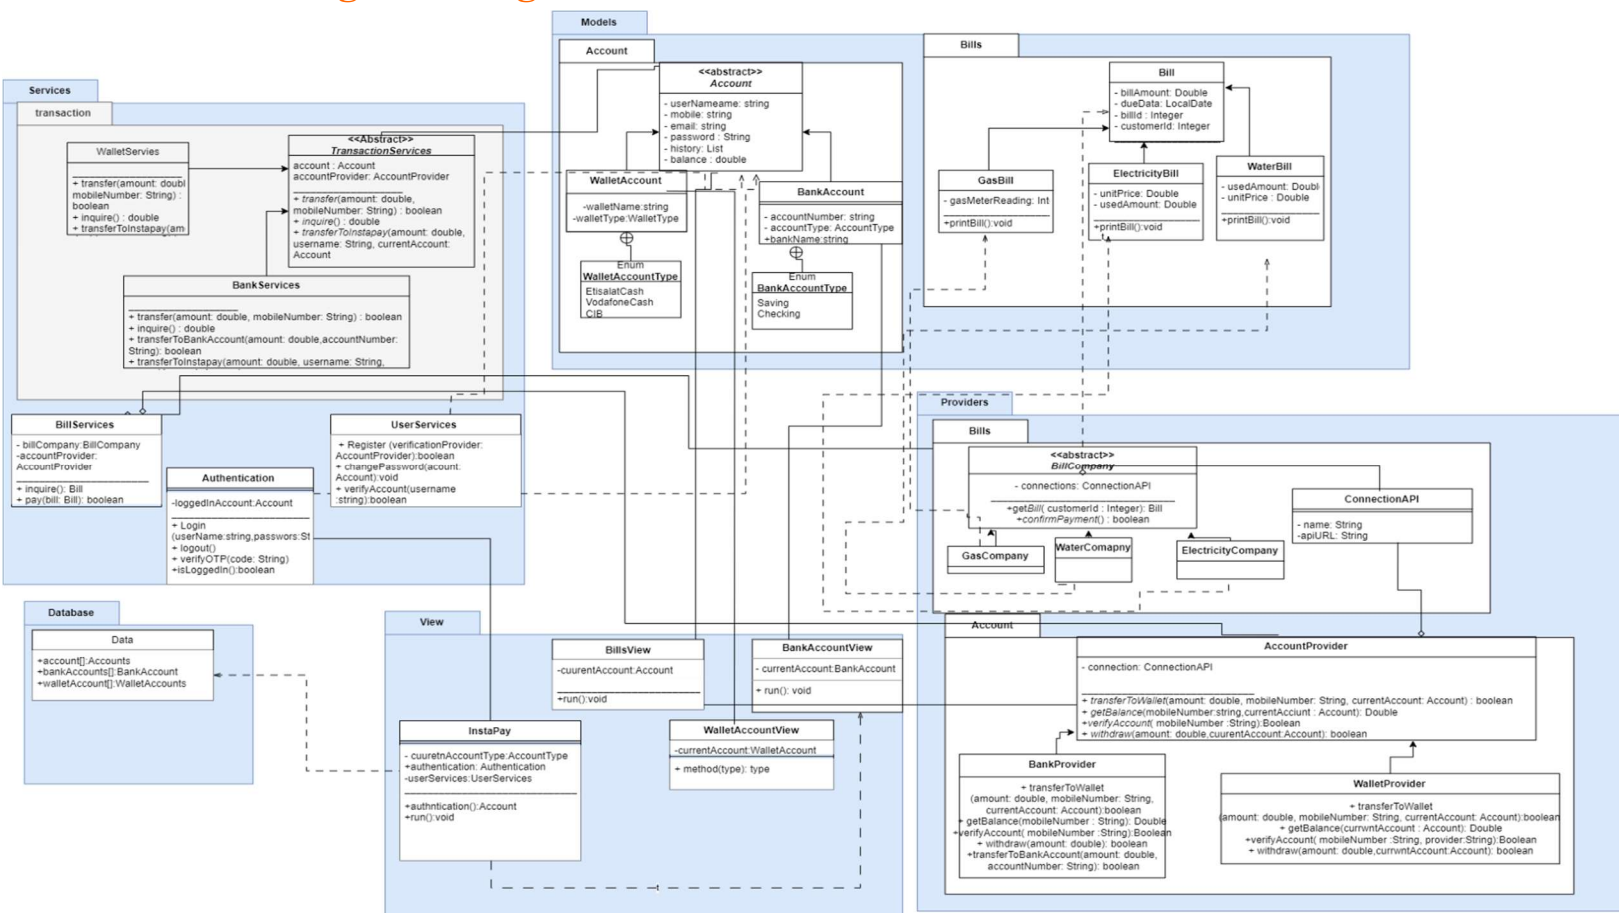 Models
Account
<<abstract>>
Account
- userNameame: string
- mobile: string
- email: string
- password : String
- history: List
- balance : double
WalletAccount
-walletName:string
-walletType:WalletType
Enum
WalletAccountType
EtisalatCash
VodafoneCash
CIB
BankAccount
- accountNumber: string
- accountType: AccountType
+bankName:string
Enum
BankAccountType
Saving
Checking
Bills
Bill
- billAmount: Double
- dueData: LocalDate
- billId : Integer
- customerId: Integer
GasBill
- gasMeterReading: Int
+printBill():void
ElectricityBill
- unitPrice: Double
- usedAmount: Double
+printBill():void
WaterBill
- usedAmount: Doubl
- unitPrice : Double
+printBill():void
Services
transaction
WalletServies
+ transfer(amount: doubl
mobileNumber: String) :
boolean
+ inquire() : double
+ transferToInstapay(am
<<Abstract>>
TransactionServices
account : Account
accountProvider: AccountProvider
+ transfer(amount: double,
mobileNumber: String) : boolean
+ inquire() : double
+ transferToInstapay(amount: double,
username: String, currentAccount:
Account
BankServices
+ transfer(amount: double, mobileNumber: String) : boolean
+ inquire() : double
+ transferToBankAccount(amount: double,accountNumber:
String): boolean
+ transferToInstapay(amount: double, username: String,
BillServices
- billCompany:BillCompany
-accountProvider:
AccountProvider
+ inquire(): Bill
+ pay(bill: Bill): boolean
UserServices
+ Register (verificationProvider:
AccountProvider):boolean
+ changePassword(acount:
Account):void
+ verifyAccount(username
:string):boolean
Authentication
-loggedInAccount:Account
+ Login
(userName:string,passwors:St
+ logout()
+ verifyOTP(code: String)
+isLoggedIn():boolean
Database
Data
+account[]:Accounts
+bankAccounts[]:BankAccount
+walletAccount[]:WalletAccounts
View
BillsView
-cuurentAccount:Account
+run():void
BankAccountView
- currentAccount:BankAccount
+ run(): void
InstaPay
- cuuretnAccountType:AccountType
+authentication: Authentication
-userServices:UserServices
+authntication():Account
+run():void
WalletAccountView
-currentAccount:WalletAccount
+ method(type): type
Providers
Bills
<<abstract>>
BillCompany
- connections: ConnectionAPI
+getBill( customerId : Integer): Bill
+confirmPayment() : boolean
GasCompany
WaterComapny
ElectricityCompany
ConnectionAPI
- name: String
-apiURL: String
Account
AccountProvider
- connection: ConnectionAPI
+ transferToWallet(amount: double, mobileNumber: String, currentAccount: Account) : boolean
+ getBalance(mobileNumber:string,currentAcciunt : Account): Double
+verifyAccount( mobileNumber :String):Boolean
+ withdraw(amount: double,cuurentAccount:Account): boolean
BankProvider
+ transferToWallet
(amount: double, mobileNumber: String,
currentAccount: Account):boolean
+ getBalance(mobileNumber : String): Double
+verifyAccount( mobileNumber :String):Boolean
+ withdraw(amount: double): boolean
+transferToBankAccount(amount: double,
accountNumber: String): boolean
WalletProvider
+ transferToWallet
(amount: double, mobileNumber: String, currentAccount: Account):boolean
+ getBalance(currwntAccount : Account): Double
+verifyAccount( mobileNumber :String, provider:String):Boolean
+ withdraw(amount: double,currwntAccount:Account): boolean